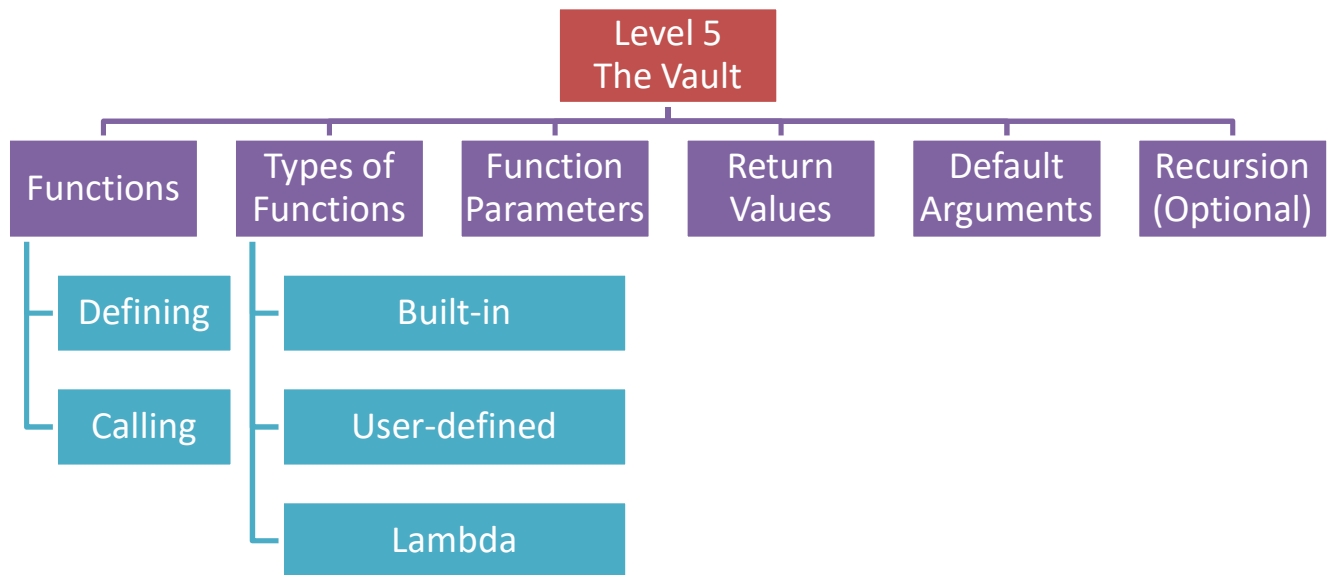 Level 5
The Vault
Functions
Types of
Functions
Function
Parameters
Return
Values
Default
Arguments
Recursion
(Optional)
Defining
Calling
Built-in
User-defined
Lambda